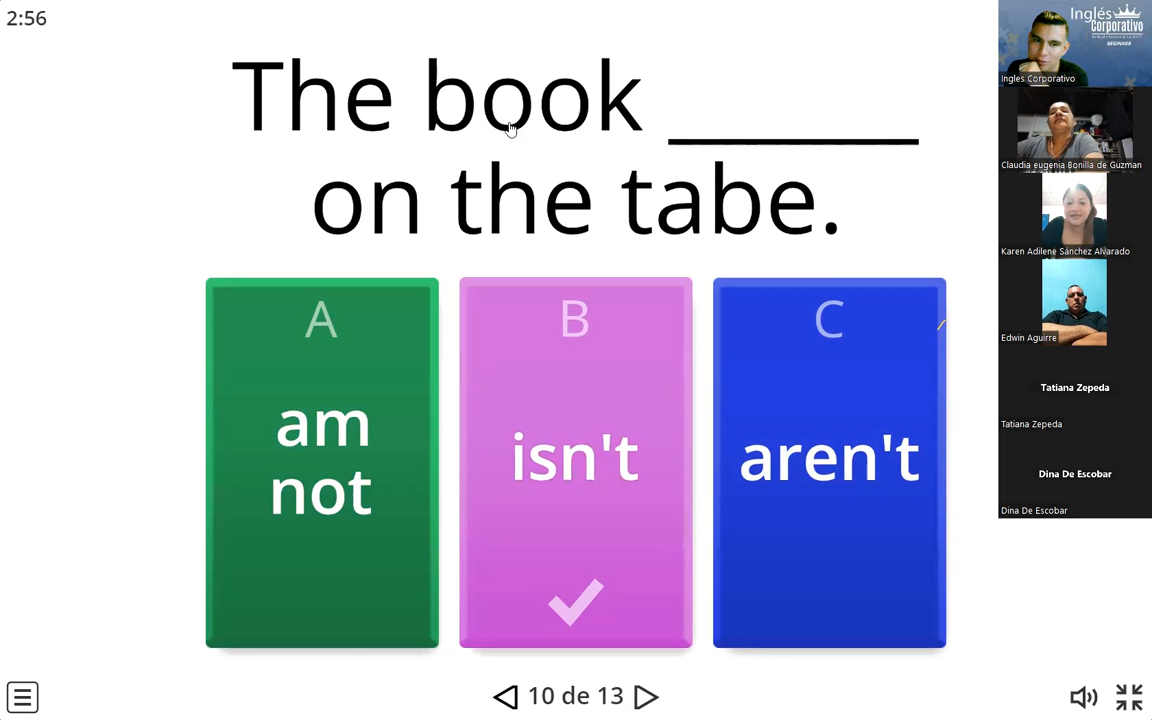 2:56
The book ______
on the tabe.
A
am
not
B
isn't
C
aren't
10 de 13
Inglés
Corporativo
BEGINNER
Ingles Corporativo
Claudia eugenia Bonilla de Guzman
Karen Adilene Sánchez Alvarado
Edwin Aguirre
Tatiana Zepeda
Tatiana Zepeda
Dina De Escobar
Dina De Escobar